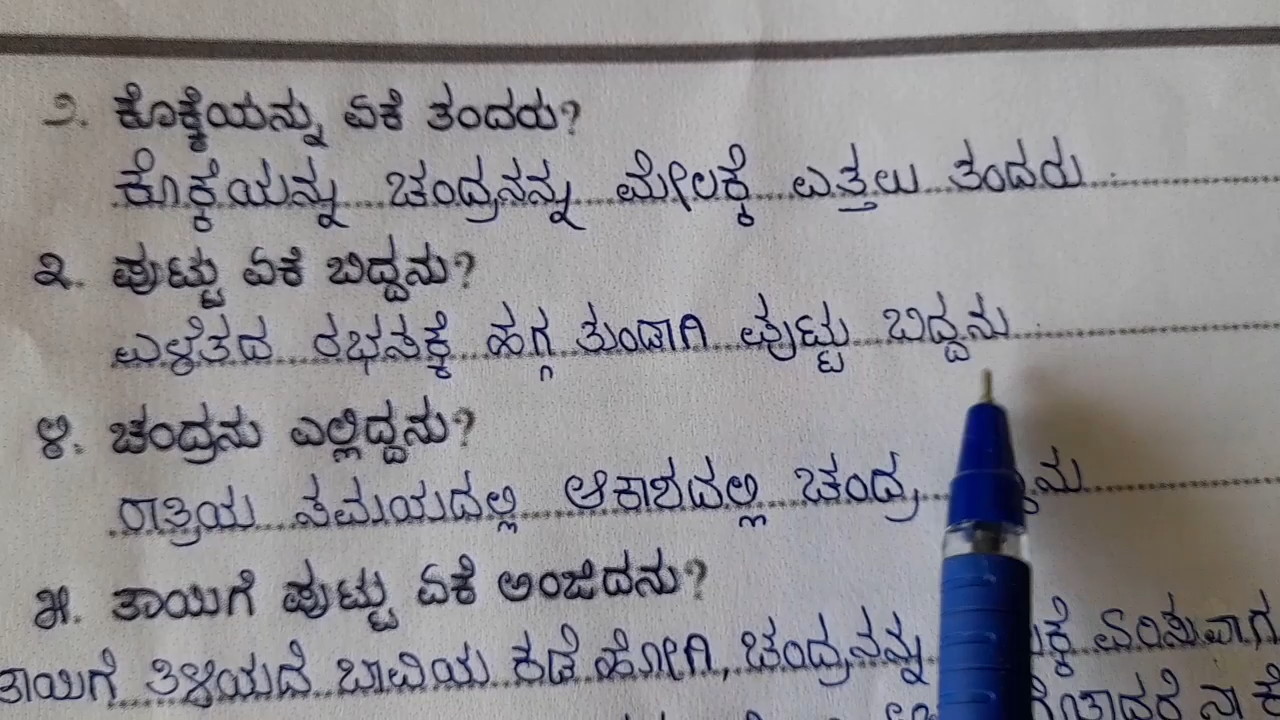 ೨. ಕೊಕ್ಕೆಯನ್ನು ಏಕೆ ತಂದರು?
ಕೊಕ್ಕೆಯನ್ನು ಚಂದ್ರನನ್ನು ಮೇಲಕ್ಕೆ ಎತ್ತಲು ತಂದರು
೩. ಪುಟ್ಟು ಏಕೆ ಬಿದ್ದನು?
ಎಳೆತದ ರಭಸಕ್ಕೆ ಹಗ್ಗ ತುಂಡಾಗಿ ಪುಟ್ಟು ಬಿದ್ದನು
೪. ಚಂದ್ರನು ಎಲ್ಲಿದ್ದನು?
ರಾತ್ರಿಯ ಸಮಯದಲ್ಲಿ ಆಕಾಶದಲ್ಲಿ ಚಂದ್ರ
೫. ತಾಯಿಗೆ ಪುಟ್ಟು ಏಕೆ ಅಂಜಿದನು?
ತಾಯಿಗೆ ತಿಳಿಯದೆ ಬಾವಿಯ ಕಡೆ ಹೋಗಿ, ಚಂದ್ರನನ್ನು